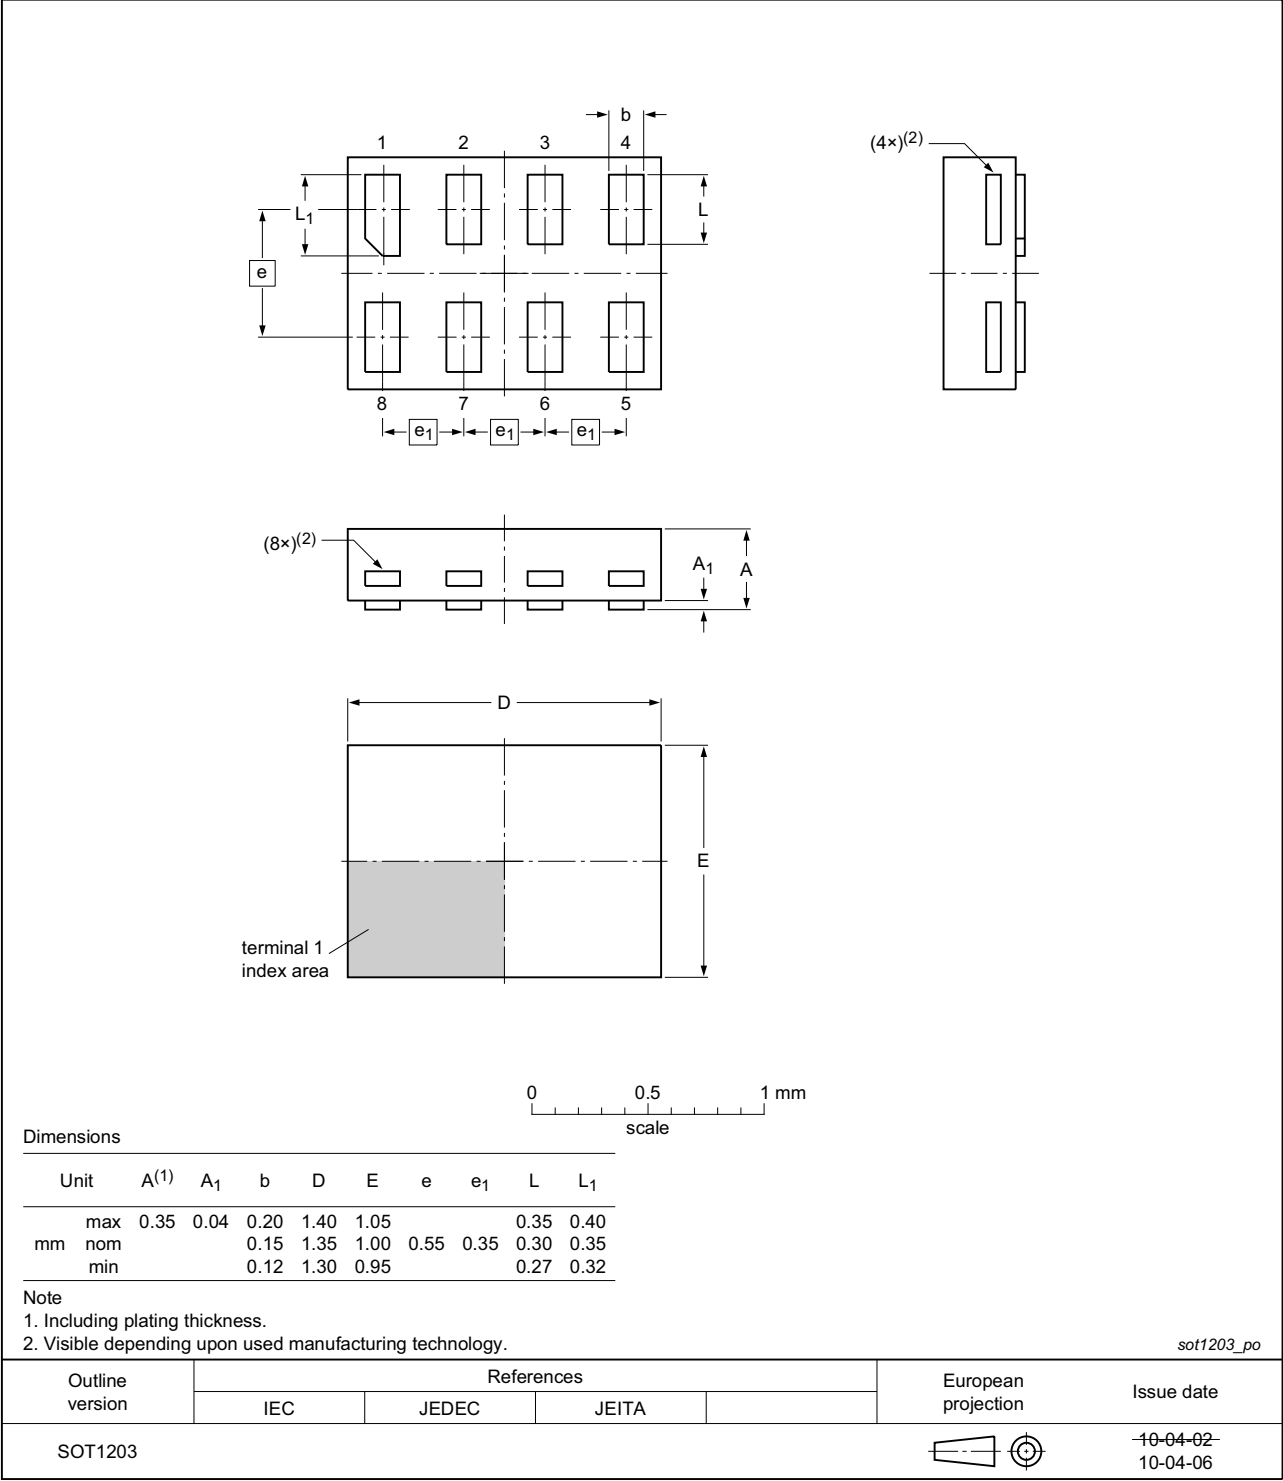 b
1 2 3 4
(4×)(2)
L1
L
e
8 7 6 5
e1 e1 e1
(8×)(2)
A1
A
D
E
terminal 1
index area
0 0.5 1 mm
scale
Dimensions
Unit A(1) A1 b D E e e1 L L1
max 0.35 0.04 0.20 1.40 1.05 0.35 0.40
mm nom 0.15 1.35 1.00 0.55 0.35 0.30 0.35
min 0.12 1.30 0.95 0.27 0.32
Note
1. Including plating thickness.
2. Visible depending upon used manufacturing technology.
sot1203_po
Outline
version
References
IEC JEDEC JEITA
European
projection
Issue date
SOT1203
10-04-02
10-04-06